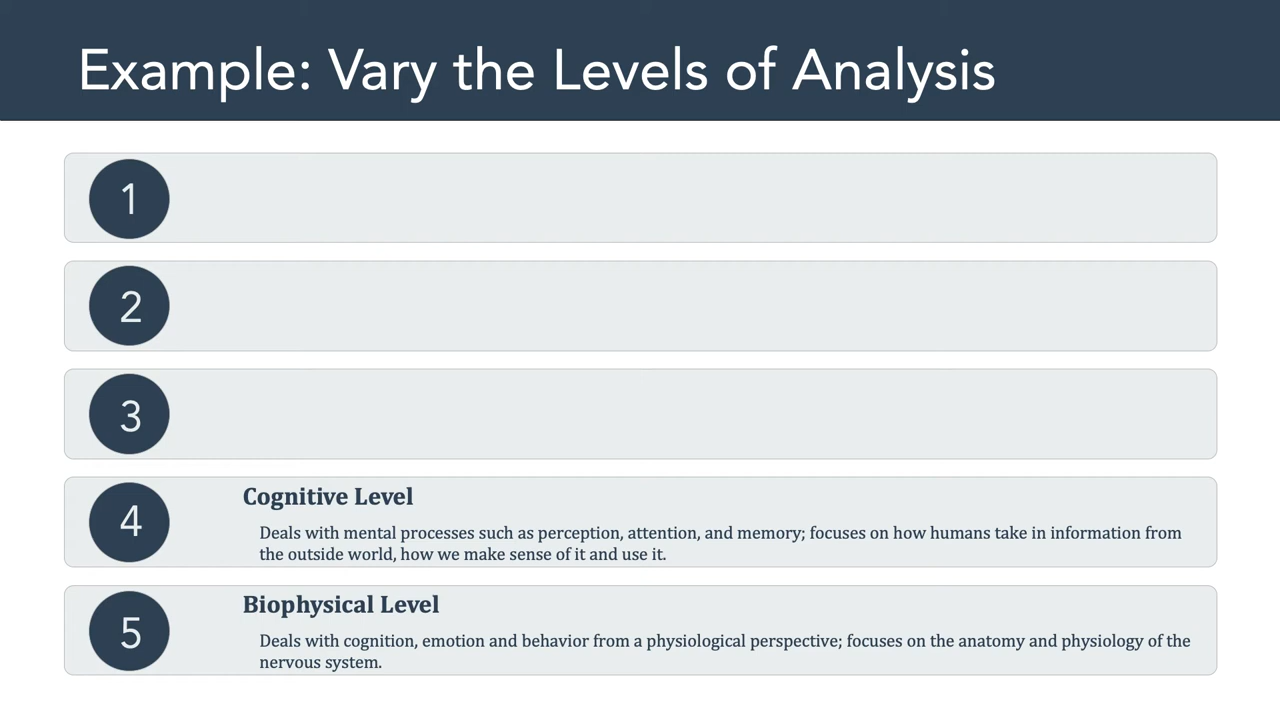 Example: Vary the Levels of Analysis
1
2
3
4
Cognitive Level
Deals with mental processes such as perception, attention, and memory; focuses on how humans take in information from
the outside world, how we make sense of it and use it.
5
Biophysical Level
Deals with cognition, emotion and behavior from a physiological perspective; focuses on the anatomy and physiology of the
nervous system.